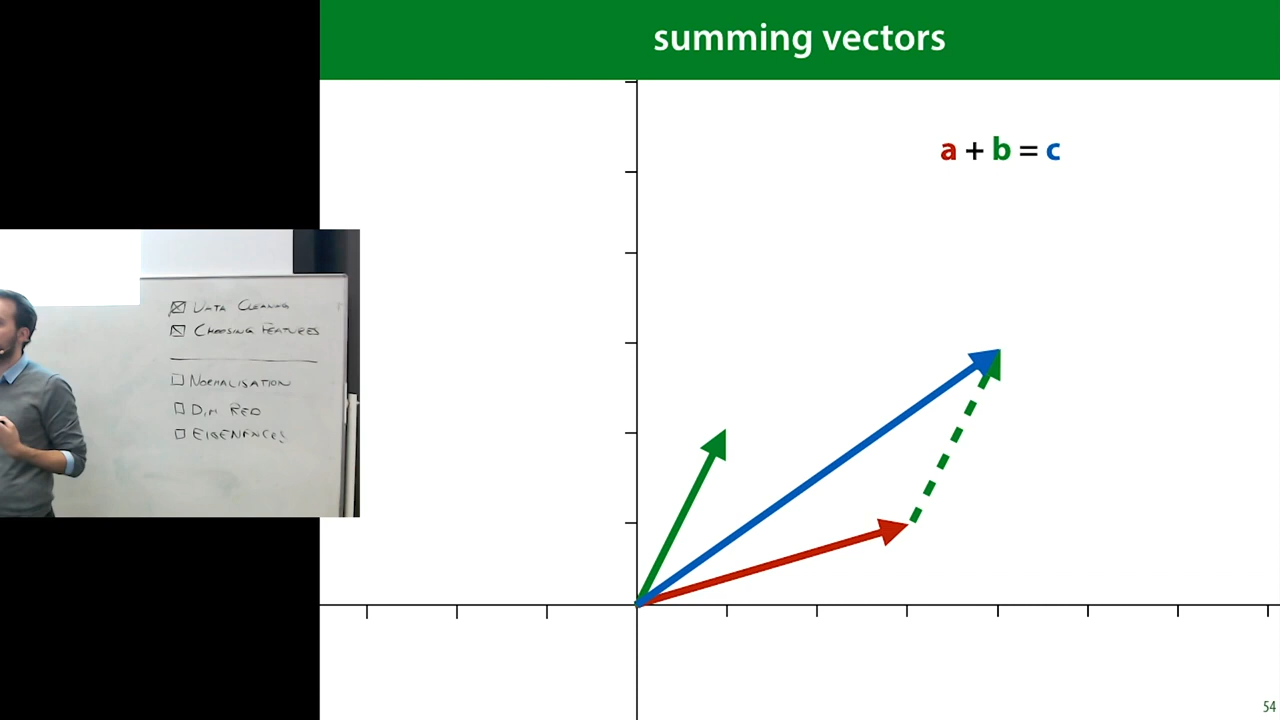 summing vectors
a + b = c
DATA CLEANING
CHOOSING FEATURES
NORMALISATION
DIM RED
EIGENFACES
54